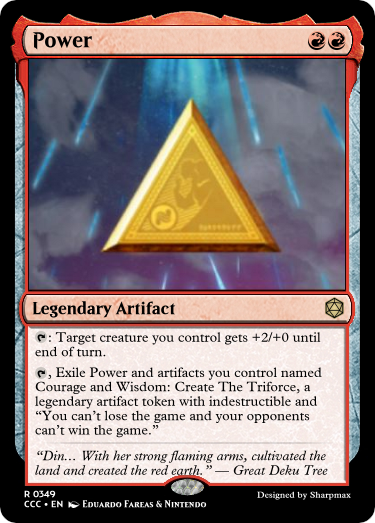 Power
Legendary Artifact
: Target creature you control gets +2/+0 until
end of turn.
, Exile Power and artifacts you control named
Courage and Wisdom: Create The Triforce, a
legendary artifact token with indestructible and
“You can’t lose the game and your opponents
can’t win the game.”
“Din... With her strong flaming arms, cultivated the
land and created the red earth.” — Great Deku Tree
R 0349
CCC • EN Eduardo Fareas & Nintendo
Designed by Sharpmax